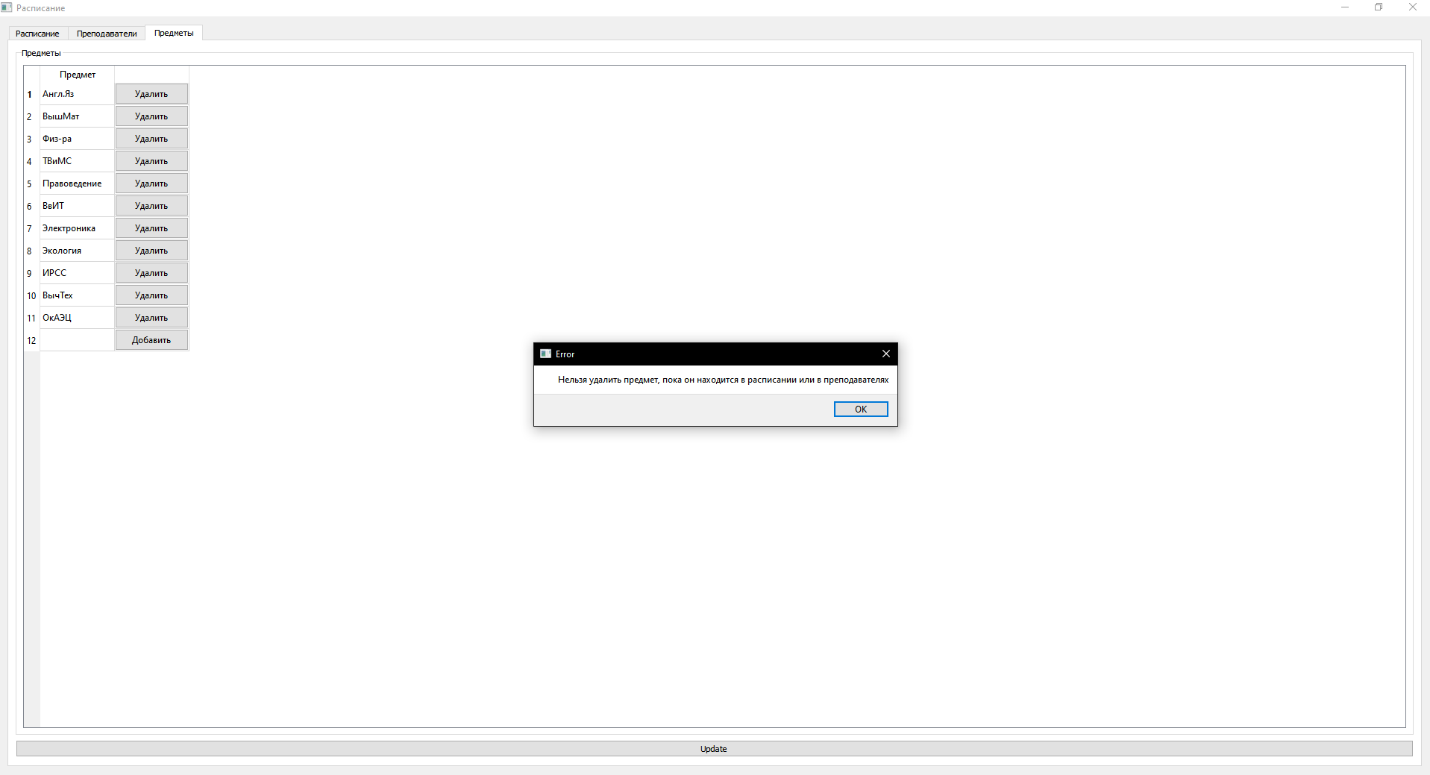 Расписание
Расписание Преподаватели Предметы
Предметы
Предмет
1 Англ.Яз Удалить
2 ВышМат Удалить
3 Физ-ра Удалить
4 ТВиМС Удалить
5 Правоведение Удалить
6 ВвИТ Удалить
7 Электроника Удалить
8 Экология Удалить
9 ИРСС Удалить
10 ВычТех Удалить
11 ОкАЭЦ Удалить
12 Добавить
Error
Нельзя удалить предмет, пока он находится в расписании или в преподавателях
OK
Update